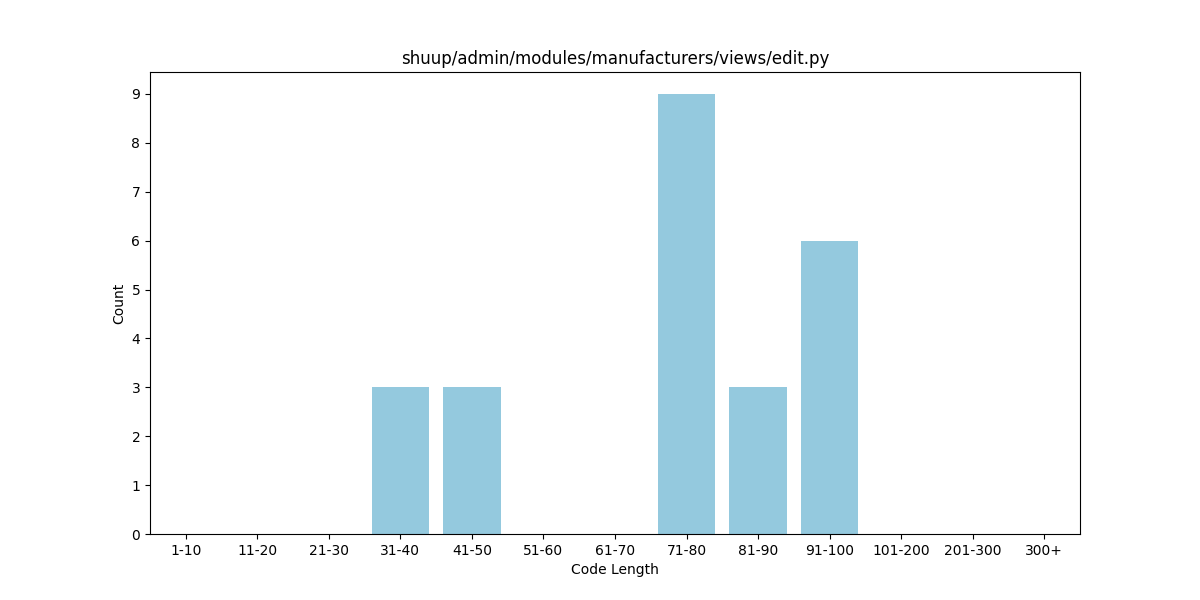 shuup/admin/modules/manufacturers/views/edit.py
9
8
7
6
5
4
3
2
1
0
Count
1-10 11-20 21-30 31-40 41-50 51-60 61-70 71-80 81-90 91-100 101-200 201-300 300+
Code Length